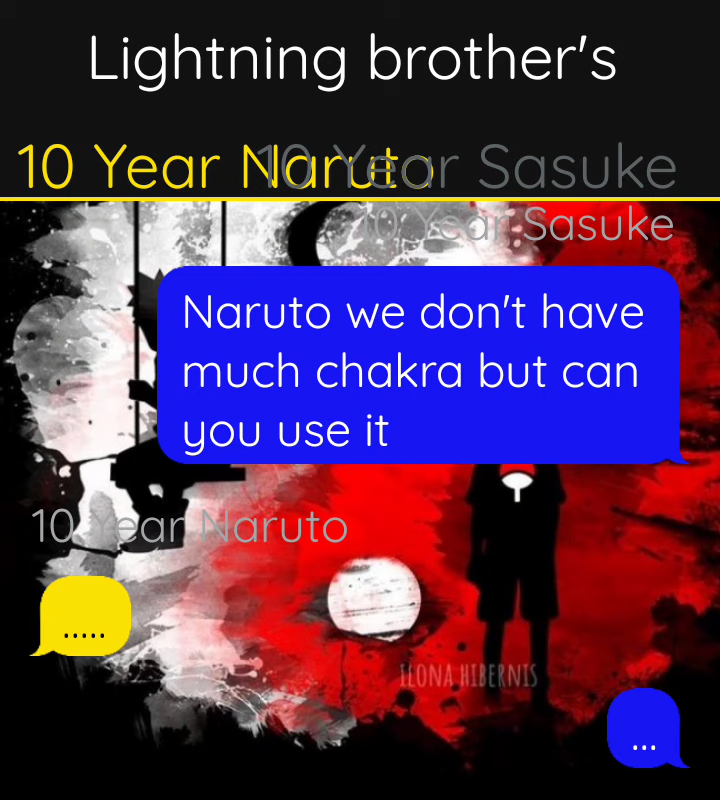 Lightning brother's
10 Year Naruto
10 Year Sasuke
10 Year Sasuke
Naruto we don't have
much chakra but can
you use it
10 Year Naruto
.....
ILONA HIBERNIS
...